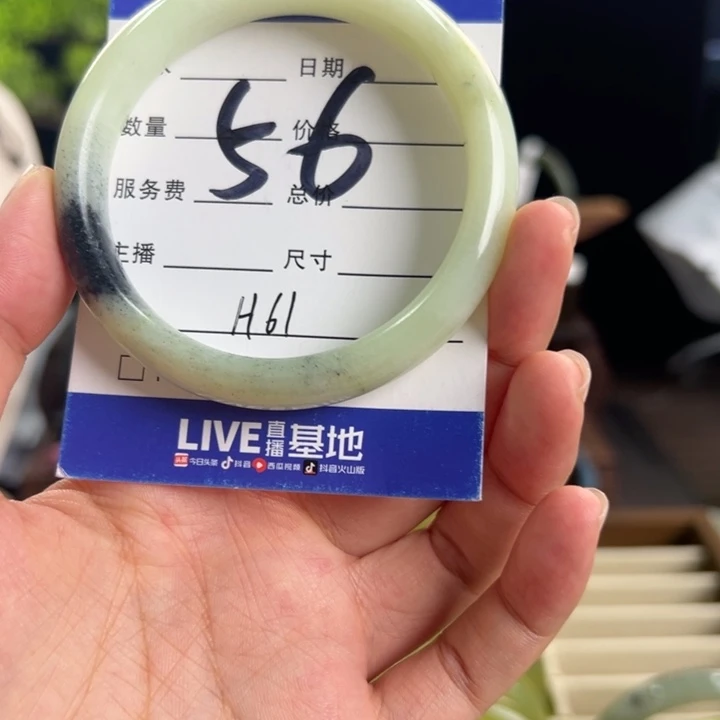 日期
数量 价格
56
服务费 总价
主播 尺寸
H61
LIVE直播基地
今日头条 抖音 西瓜视频 抖音火山版